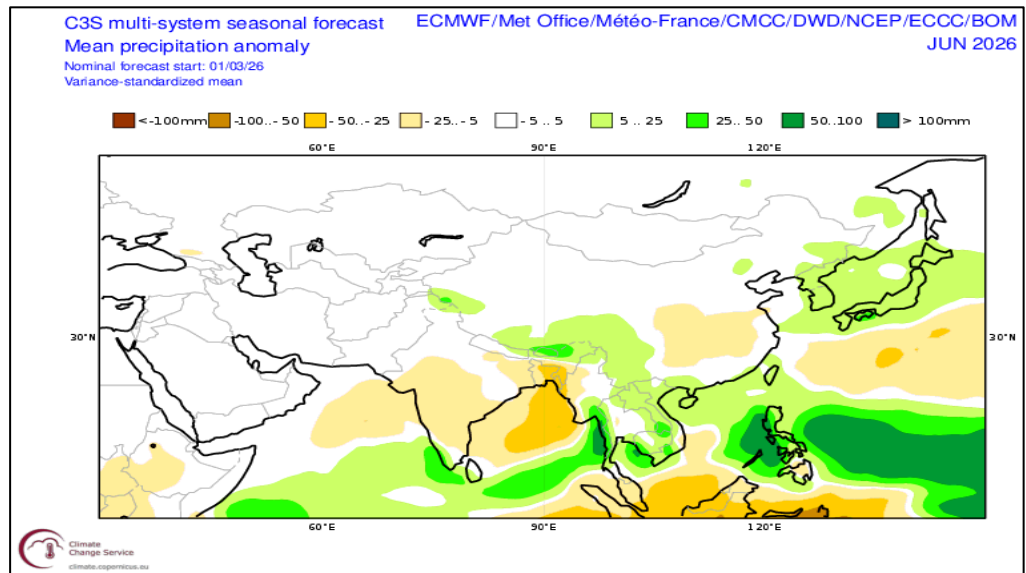 C3S multi-system seasonal forecast
ECMWF/Met Office/Météo-France/CMCC/DWD/NCEP/ECCC/BOM
Mean precipitation anomaly
JUN 2026
Nominal forecast start: 01/03/26
Variance-standardized mean
<-100mm -100..- 50 - 50..- 25 - 25..- 5 - 5 .. 5 5 .. 25 25.. 50 50..100 > 100mm
60°E 90°E 120°E
30°N 30°N
60°E 90°E 120°E
Climate
Change Service
climate.copernicus.eu